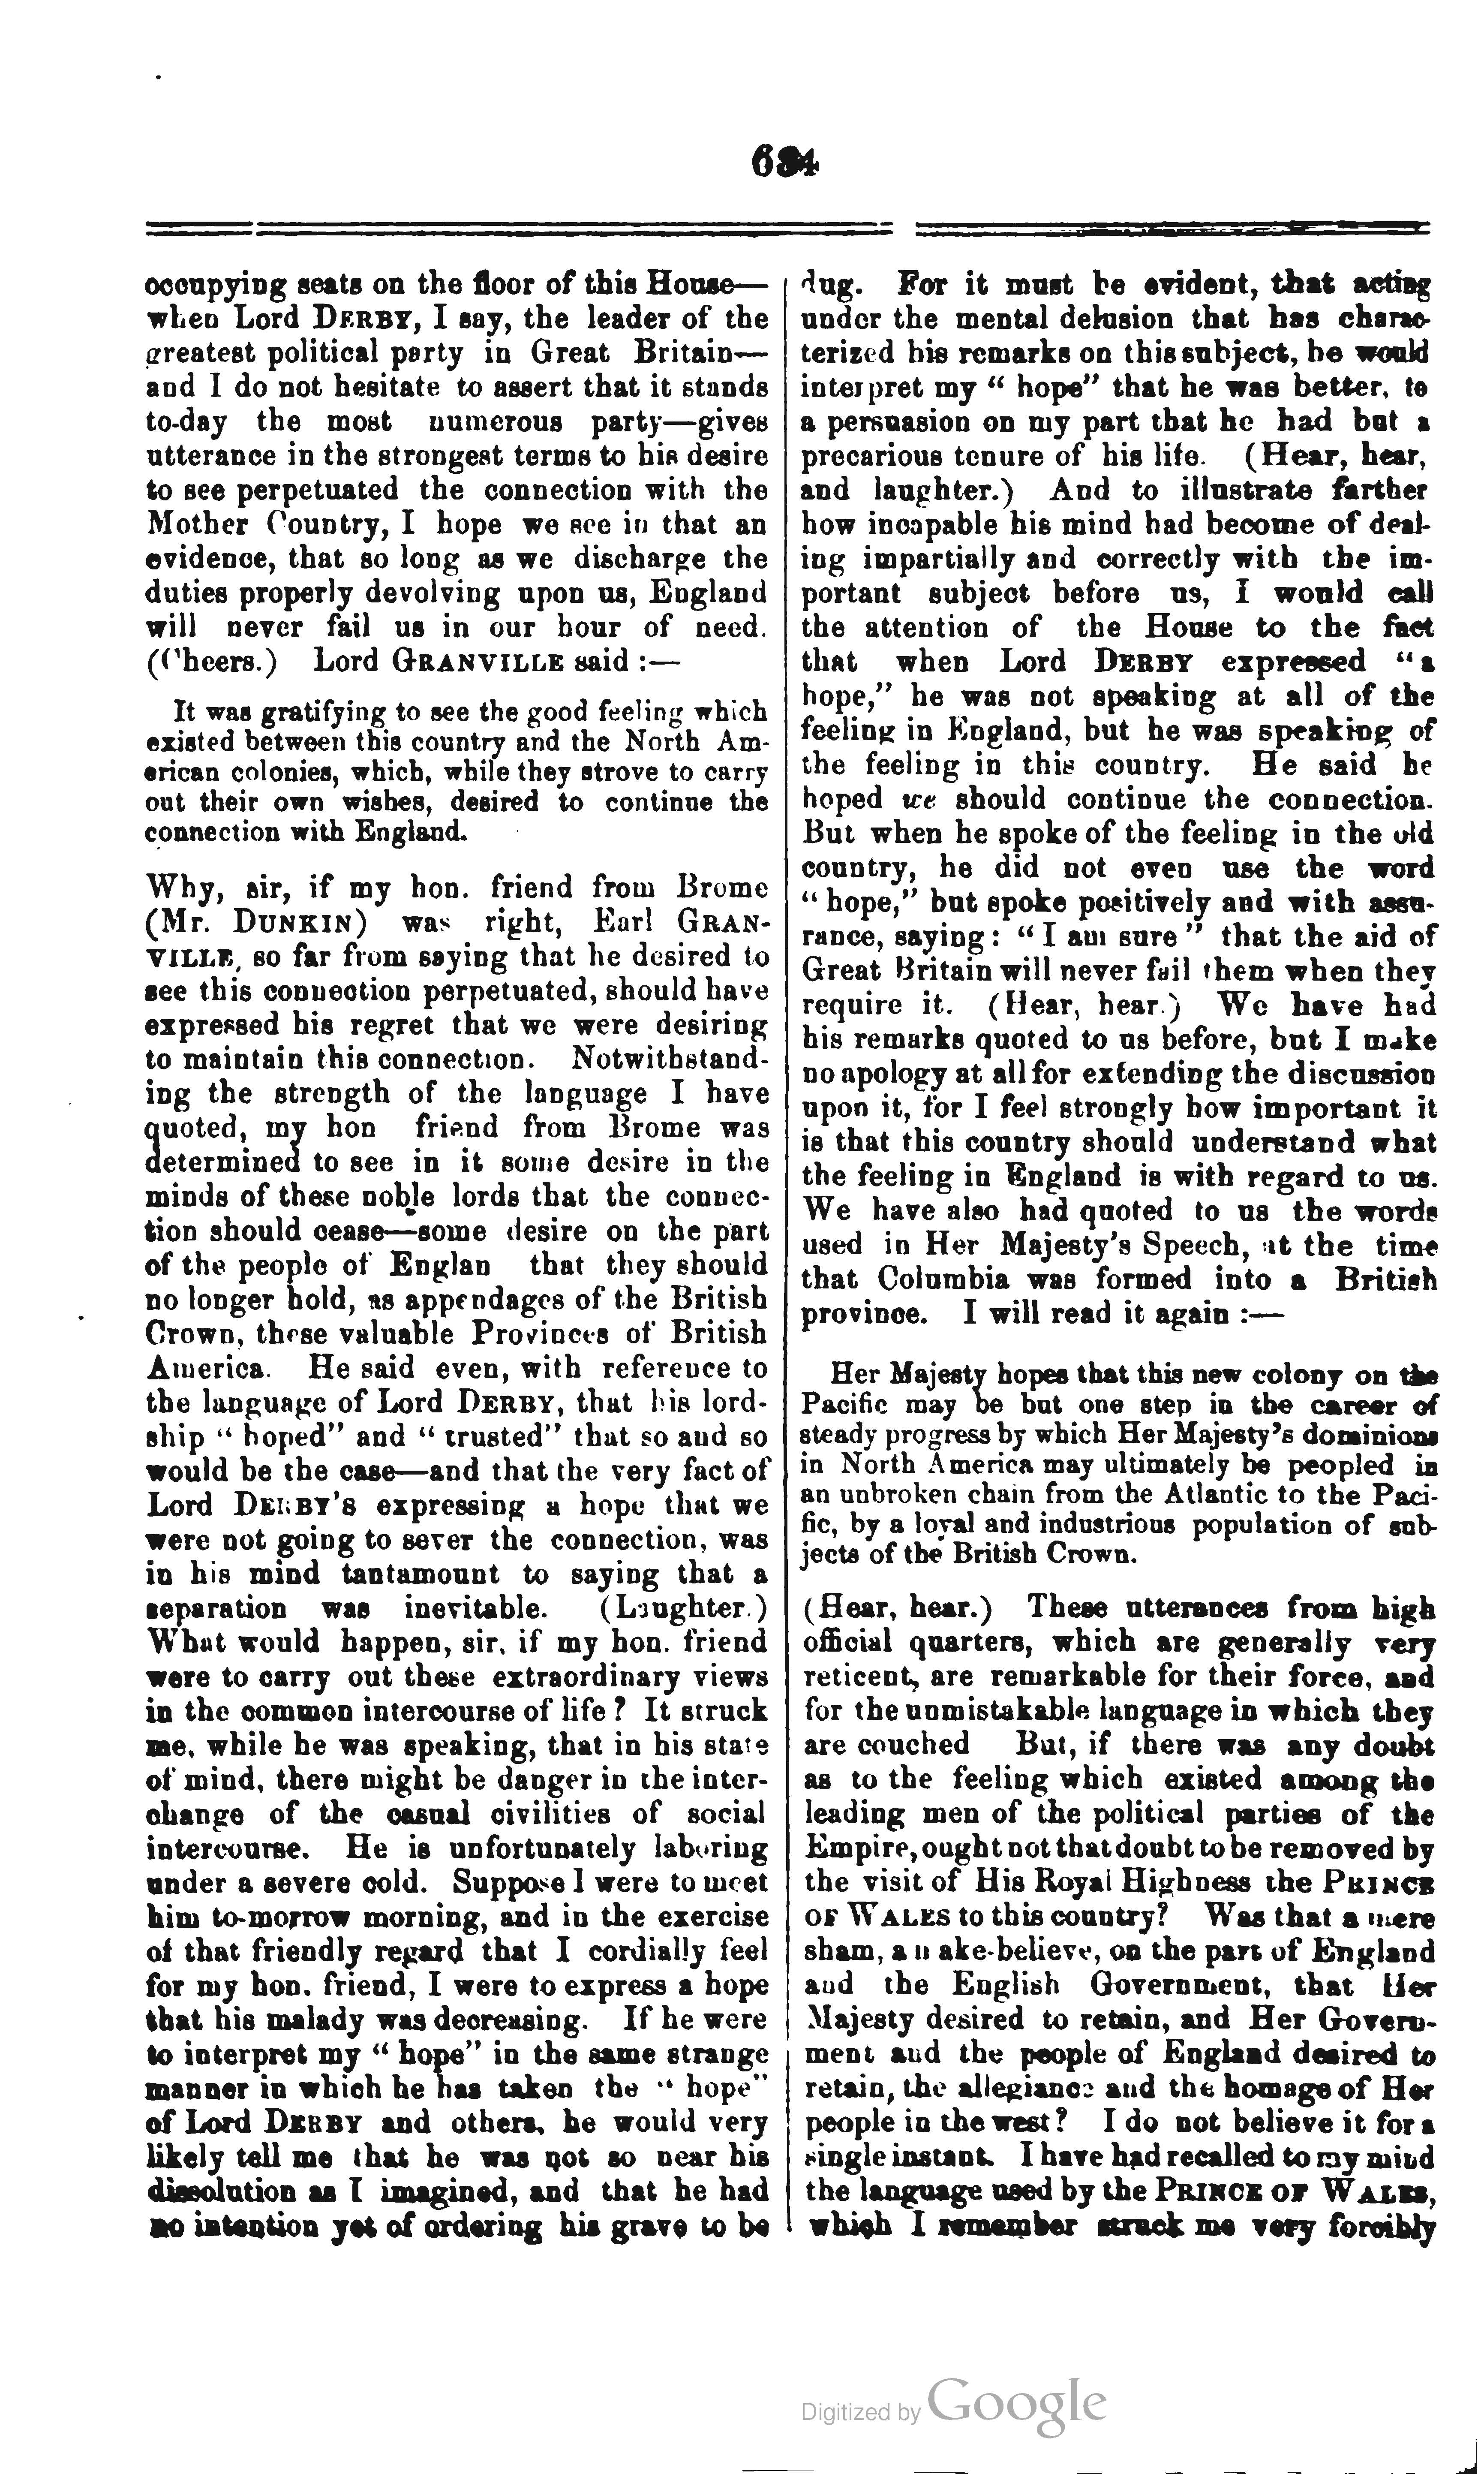 634
occupying seats on the floor of this House—
when Lord DERBY, I say, the leader of the
greatest political party in Great Britain—
and I do not hesitate to assert that it stands
to-day the most numerous party—gives
utterance in the strongest terms to his desire
to see perpetuated the connection with the
Mother Country, I hope we see in that an
evidence, that so long as we discharge the
duties properly devolving upon us, England
will never fail us in our hour of need.
(Cheers.) Lord GRANVILLE said :—
It was gratifying to see the good feeling which
existed between this country and the North Am-
erican colonies, which, while they strove to carry
out their own wishes, desired to continue the
connection with England.
Why, sir, if my hon. friend from Brome
(Mr. DUNKIN) was right, Earl GRAN-
VILLE, so far from saying that he desired to
see this connection perpetuated, should have
expressed his regret that we were desiring
to maintain this connection. Notwithstand-
ing the strength of the language I have
quoted, my hon friend from Brome was
determined to see in it some desire in the
minds of these noble lords that the connec-
tion should cease—some desire on the part
of the people of Englan that they should
no longer hold, as appendages of the British
Crown, these valuable Provinces of British
America. He said even, with reference to
the language of Lord DERBY, that his lord-
ship " hoped" and " trusted" that so and so
would be the case—and that the very fact of
Lord DERBY'S expressing a hope that we
were not going to sever the connection, was
in his mind tantamount to saying that a
separation was inevitable. (Laughter.)
What would happen, sir, if my hon. friend
were to carry out these extraordinary views
in the common intercourse of life ? It struck
me, while he was speaking, that in his state
of mind, there might be danger in the inter-
change of the casual civilities of social
intercourse. He is unfortunately laboring
under a severe cold. Suppose I were to meet
him to-morrow morning, and in the exercise
of that friendly regard that I cordially feel
for my hon. friend, I were to express a hope
that his malady was decreasing. If he were
to interpret my " hope" in the same strange
manner in which he has taken the " hope"
of Lord DERBY and others, he would very
likely tell me that he was not so near his
dissolution as I imagined, and that he had
no intention yet of ordering his grave to be
dug. For it must be evident, that acting
under the mental delusion that has charac-
terized his remarks on this subject, he would
interpret my " hope" that he was better, to
a persuasion on my part that he had but a
precarious tenure of his life. (Hear, hear,
and laughter.) And to illustrate farther
how incapable his mind had become of deal-
ing impartially and correctly with the im-
portant subject before us, I would call
the attention of the House to the fact
that when Lord DERBY expressed "a
hope," he was not speaking at all of the
feeling in England, but he was speaking of
the feeling in this country. He said he
hoped we should continue the connection.
But when he spoke of the feeling in the old
country, he did not even use the word
" hope," but spoke positively and with assu-
rance, saying: "I am sure" that the aid of
Great Britain will never fail them when they
require it. (Hear, hear.) We have had
his remarks quoted to us before, but I make
no apology at all for extending the discussion
upon it, for I feel strongly how important it
is that this country should understand what
the feeling in England is with regard to us.
We have also had quoted to us the words
used in Her Majesty's Speech, at the time
that Columbia was formed into a British
province. I will read it again :—
Her Majesty hopes that this new colony on the
Pacific may be but one step in the career of
steady progress by which Her Majesty's dominions
in North America may ultimately be peopled in
an unbroken chain from the Atlantic to the Paci-
fic, by a loyal and industrious population of sub-
jects of the British Crown.
(Hear, hear.) These utterances from high
official quarters, which are generally very
reticent, are remarkable for their force, and
for the unmistakable language in which they
are couched But, if there was any doubt
as to the feeling which existed among the
leading men of the political parties of the
Empire, ought not that doubt to be removed by
the visit of His Royal Highness the PRINCE
OF WALES to this country? Was that a mere
sham, a make-believe, on the part of England
and the English Government, that Her
Majesty desired to retain, and Her Govern-
ment and the people of England desired to
retain, the allegiance and the homage of Her
people in the west? I do not believe it for a
single instant. I have had recalled to my mind
the language used by the PRINCE OF WALES,
which I remember struck me very forcibly
Digitized by Google